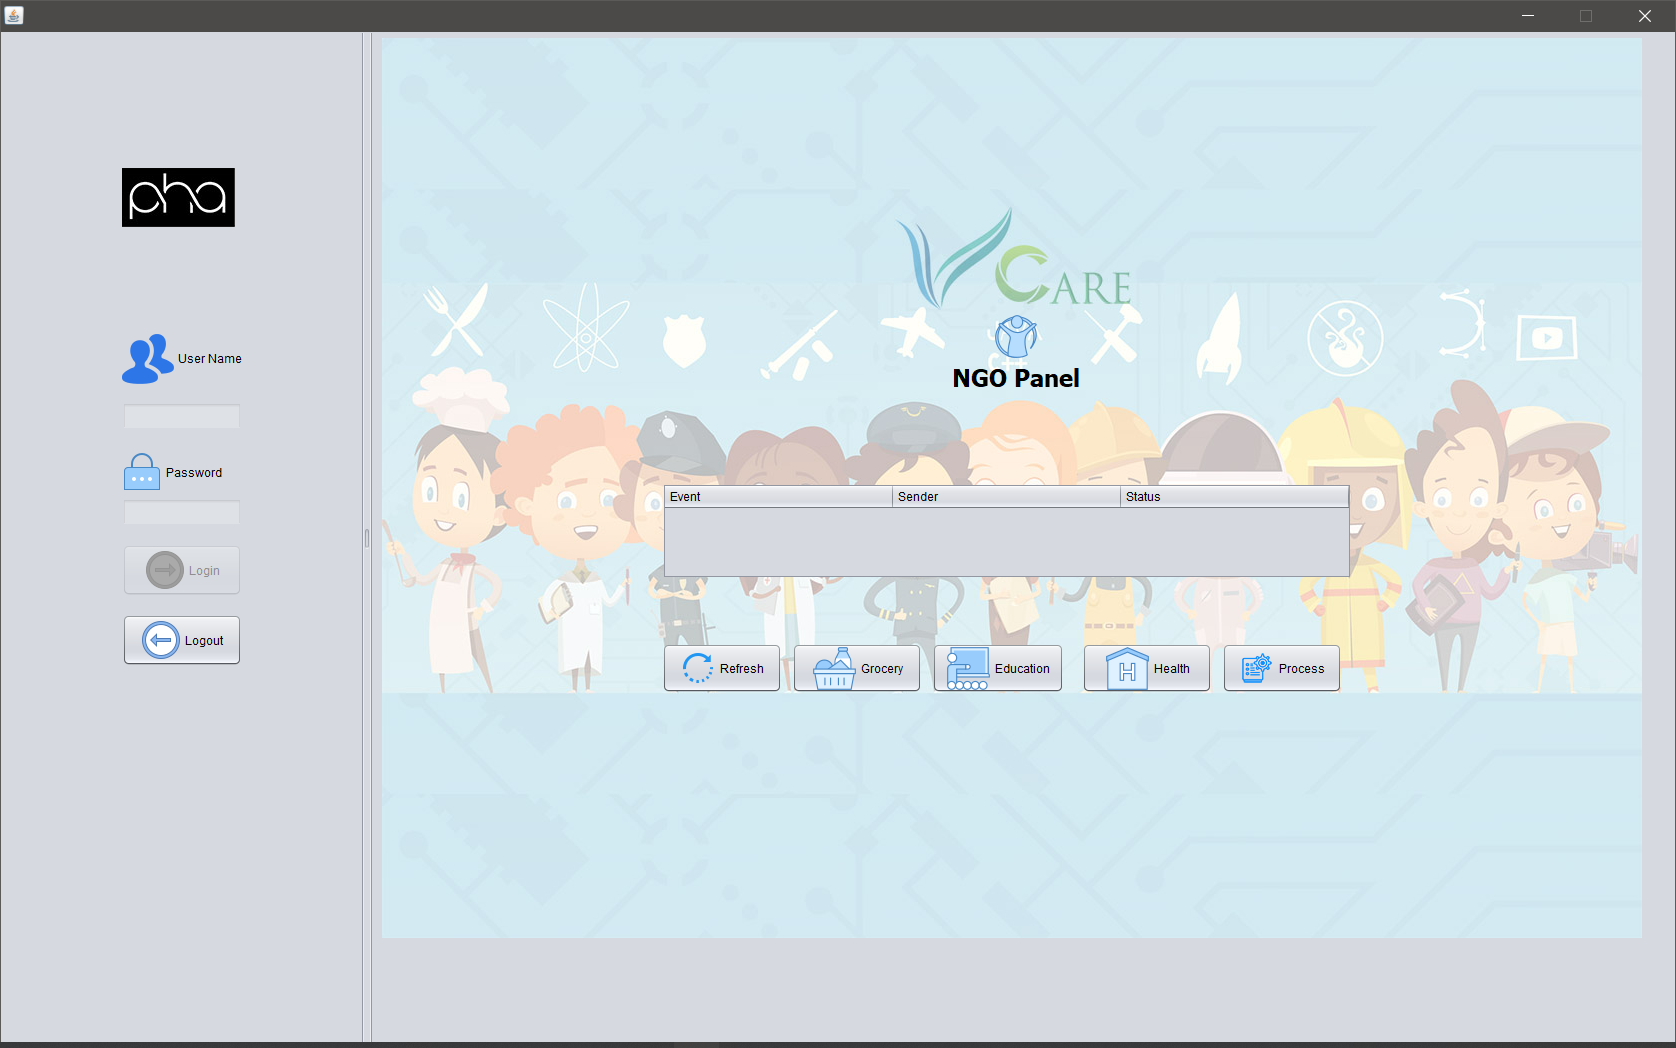 pha
User Name
Password
Login
Logout
V CARE
NGO Panel
Event Sender Status
Refresh Grocery Education H Health Process